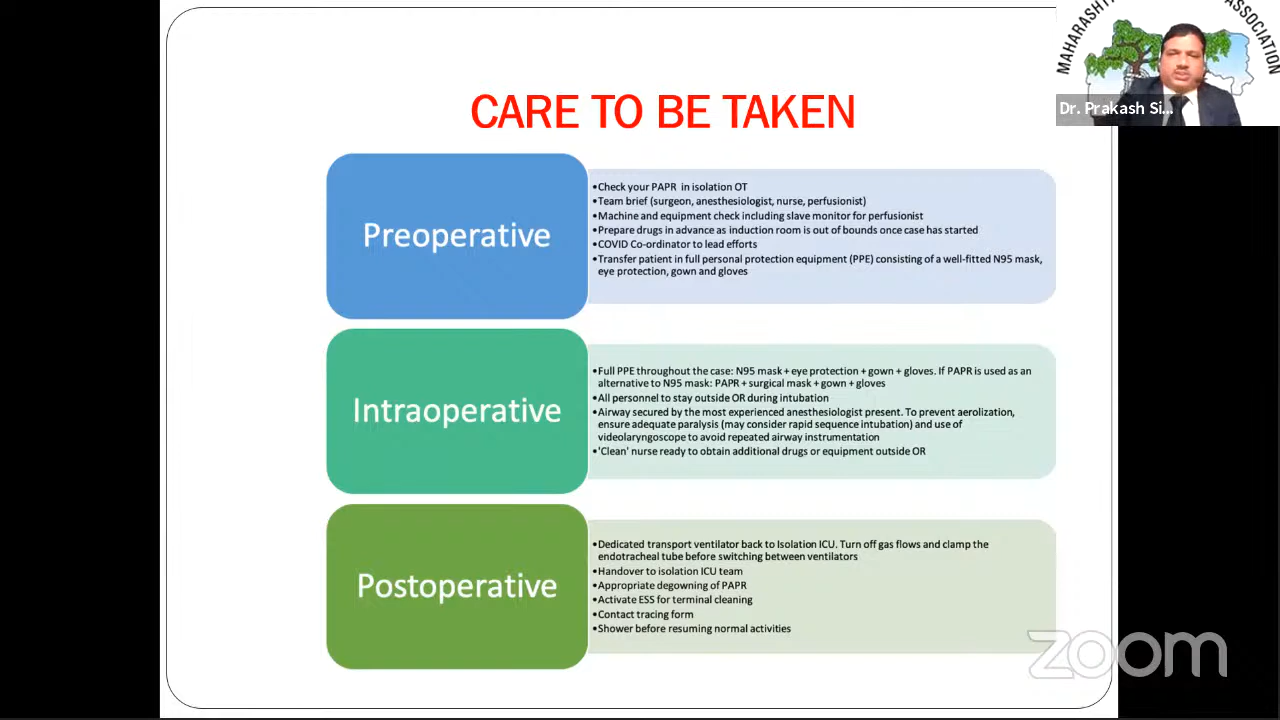 MAHARASHT ASSOCIATION
Dr. Prakash Si...
CARE TO BE TAKEN
Preoperative
•Check your PAPR in isolation OT
•Team brief (surgeon, anesthesiologist, nurse, perfusionist)
•Machine and equipment check including slave monitor for perfusionist
•Prepare drugs in advance as induction room is out of bounds once case has started
•COVID Co-ordinator to lead efforts
•Transfer patient in full personal protection equipment (PPE) consisting of a well-fitted N95 mask,
eye protection, gown and gloves
Intraoperative
•Full PPE throughout the case: N95 mask + eye protection + gown + gloves. If PAPR is used as an
alternative to N95 mask: PAPR + surgical mask + gown + gloves
•All personnel to stay outside OR during intubation
•Airway secured by the most experienced anesthesiologist present. To prevent aerolization,
ensure adequate paralysis (may consider rapid sequence intubation) and use of
videolaryngoscope to avoid repeated airway instrumentation
•'Clean' nurse ready to obtain additional drugs or equipment outside OR
Postoperative
•Dedicated transport ventilator back to Isolation ICU. Turn off gas flows and clamp the
endotracheal tube before switching between ventilators
•Handover to isolation ICU team
•Appropriate degowning of PAPR
•Activate ESS for terminal cleaning
•Contact tracing form
•Shower before resuming normal activities
zoom